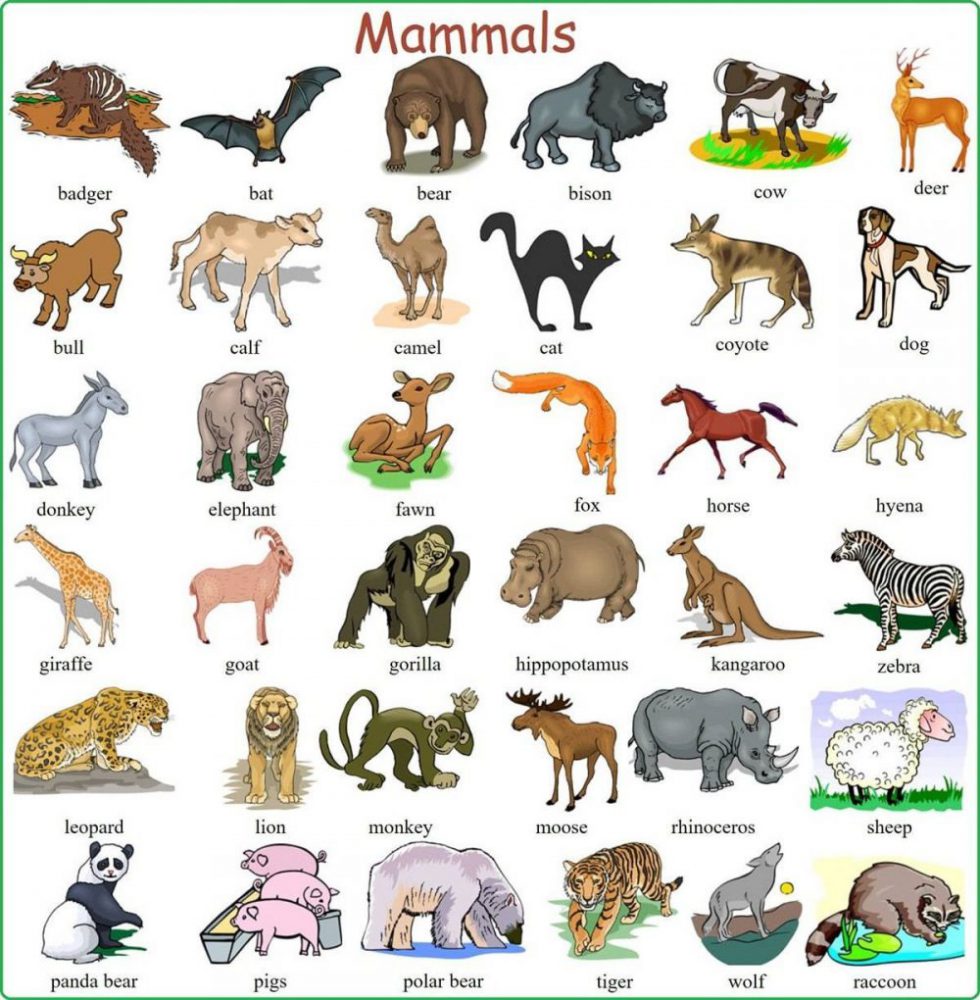 Mammals
badger bat bear bison cow deer
bull calf camel cat coyote dog
donkey elephant fawn fox horse hyena
giraffe goat gorilla hippopotamus kangaroo zebra
leopard lion monkey moose rhinoceros sheep
panda bear pigs polar bear tiger wolf raccoon